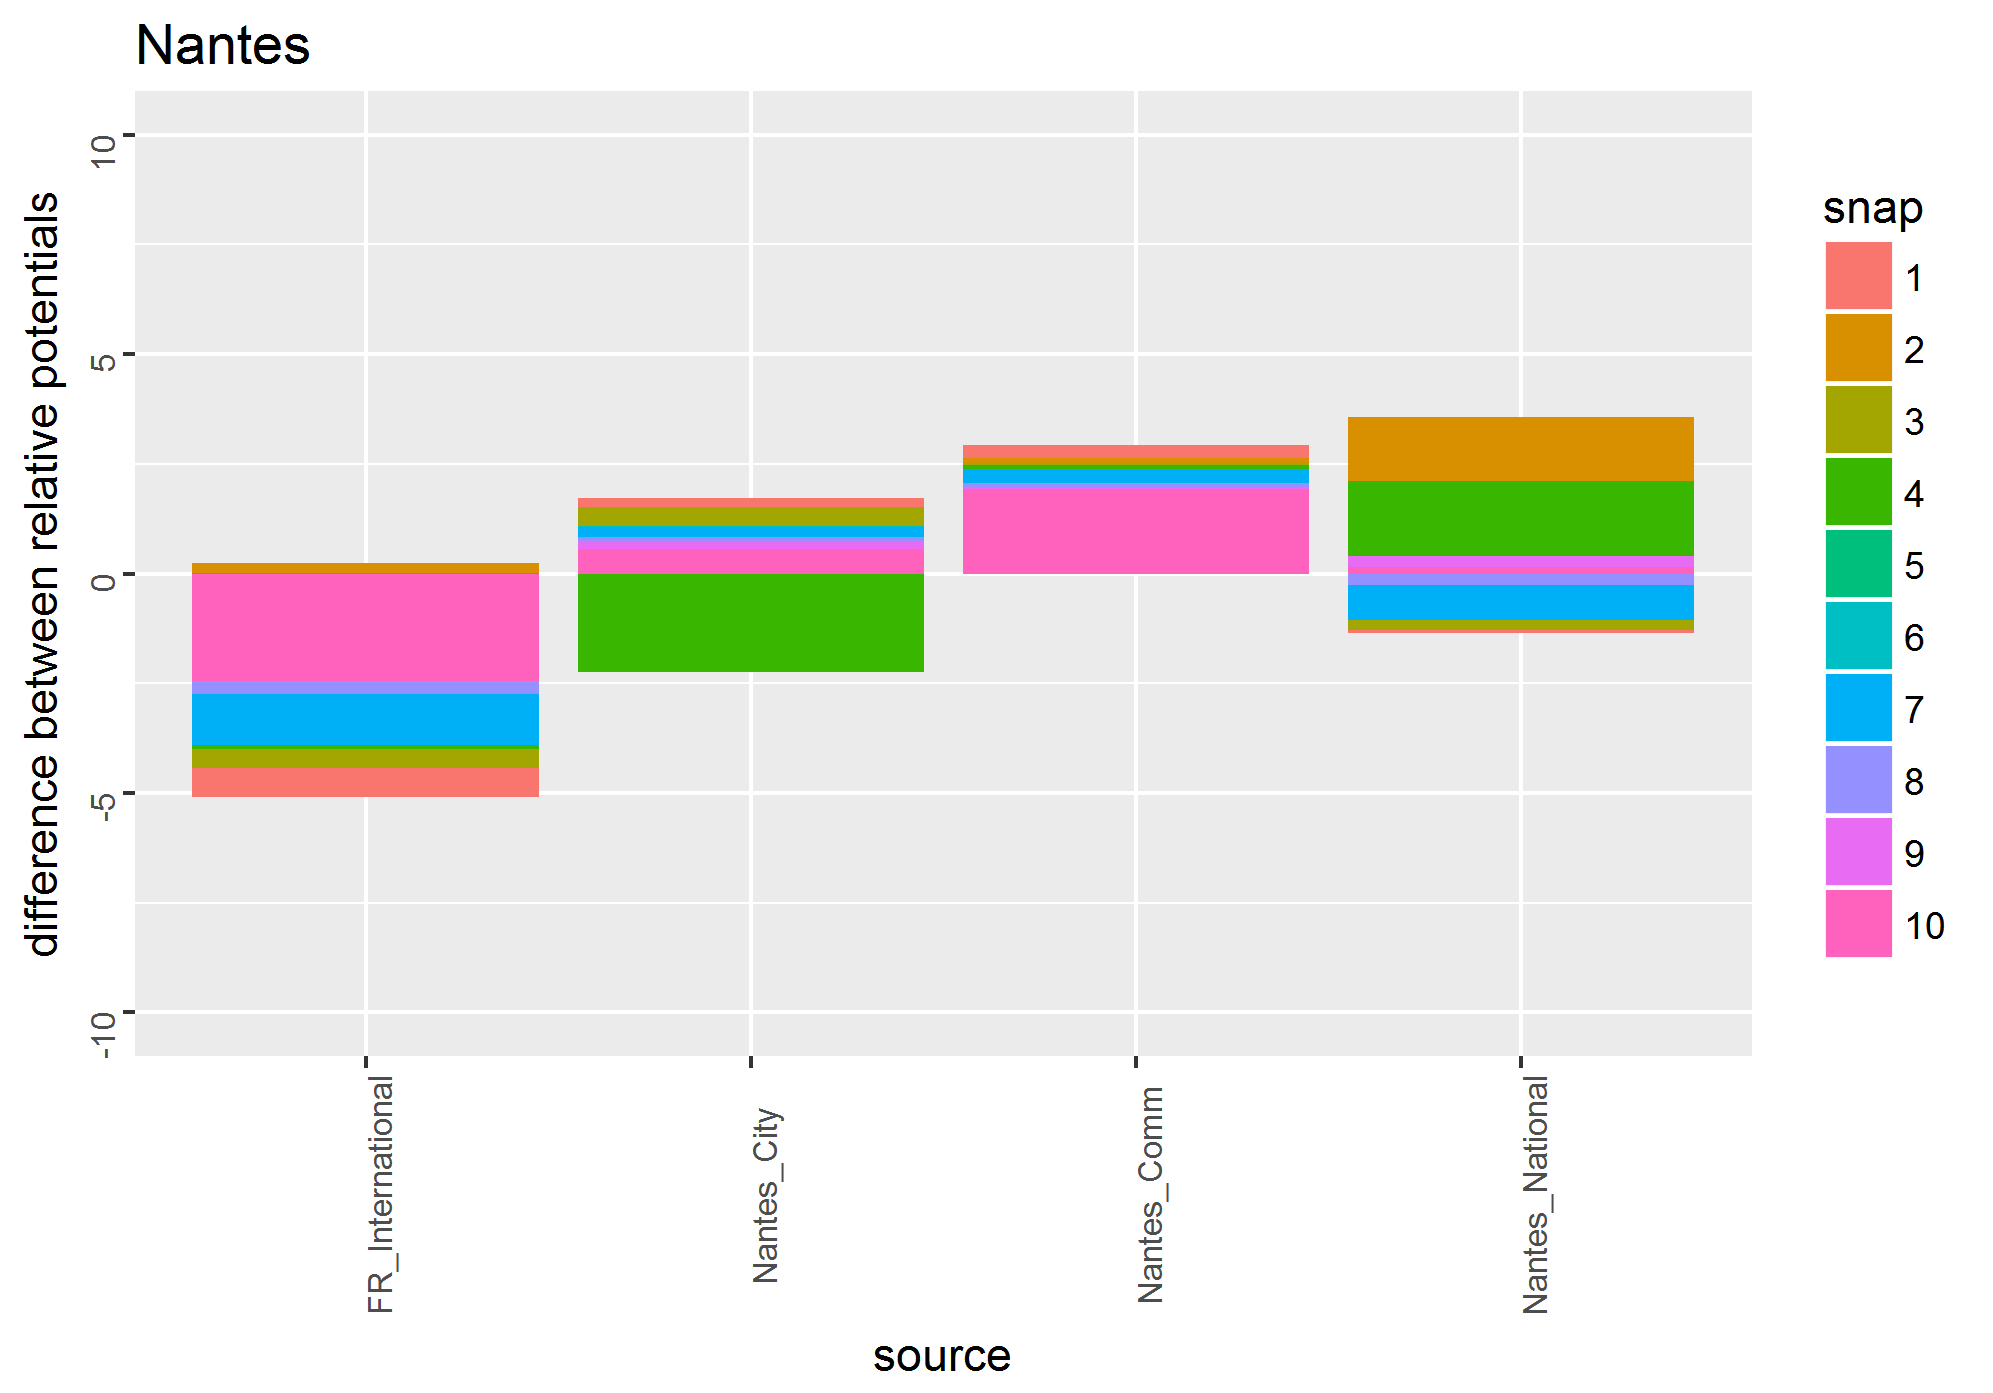 Nantes
difference between relative potentials
10
5
0
-5
-10
FR_International
Nantes_City
Nantes_Comm
Nantes_National
source
snap
1
2
3
4
5
6
7
8
9
10